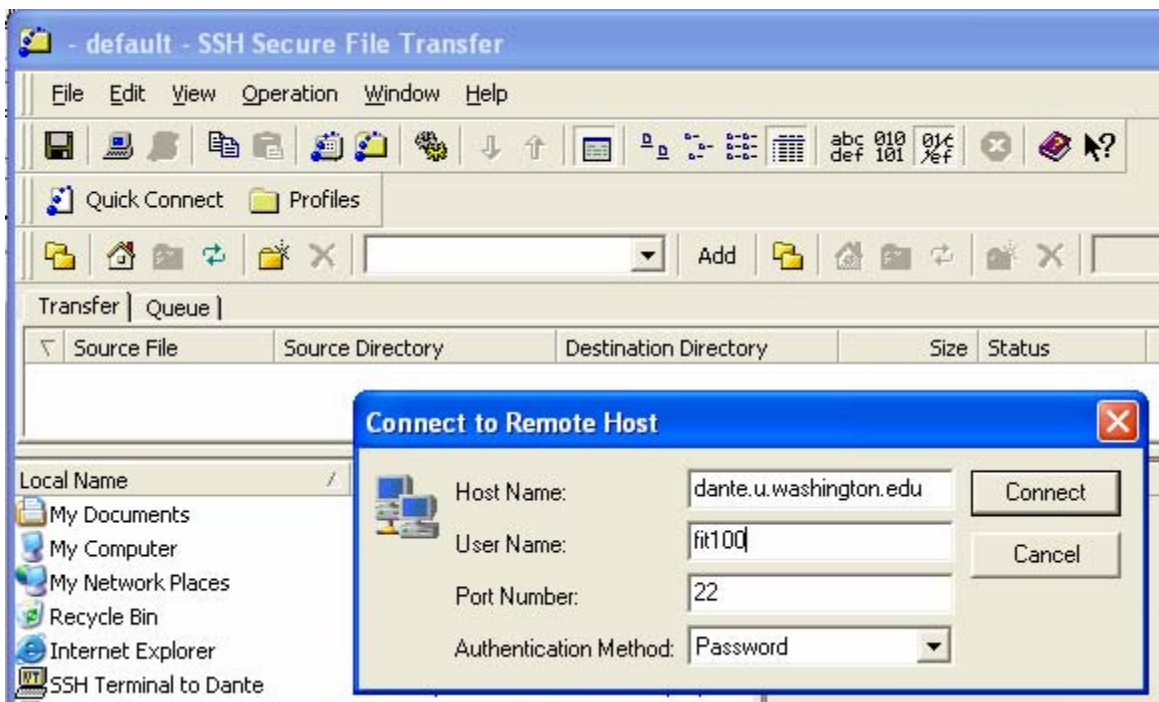 - default - SSH Secure File Transfer
File Edit View Operation Window Help
abc 010
def 101
Quick Connect Profiles
Add
Transfer Queue
Source File Source Directory Destination Directory Size Status
Connect to Remote Host
Local Name
Host Name: dante.u.washington.edu Connect
My Documents
User Name: fit100 Cancel
My Computer
My Network Places
Port Number: 22
Recycle Bin
Internet Explorer
Authentication Method: Password
SSH Terminal to Dante